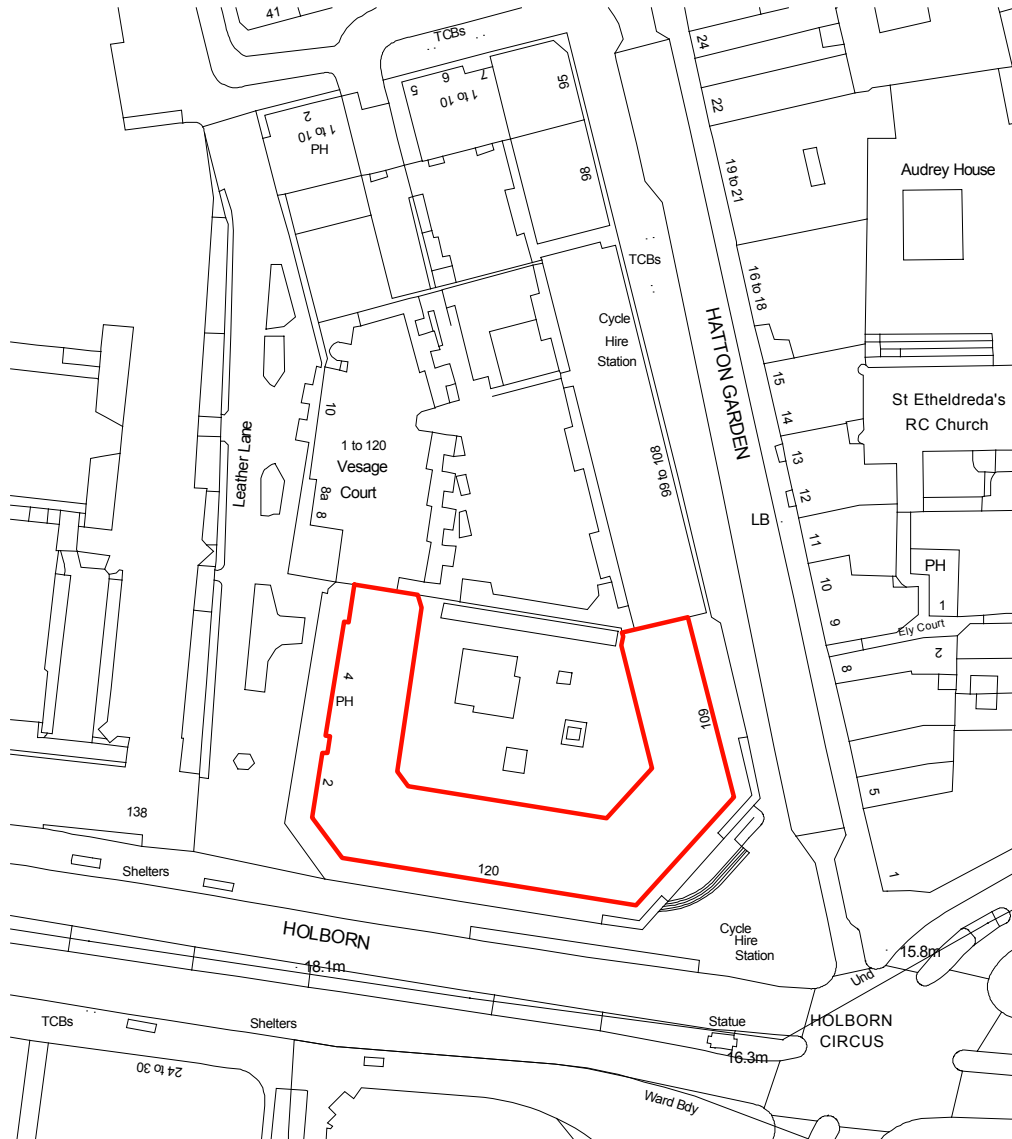 41
TCBs
24
5
6
7
1 to 10
95
2
1 to 10
PH
22
98
19 to 21
Audrey House
TCBs
16 to 18
HATTON GARDEN
Cycle
Hire
Station
15
14
St Etheldreda's
RC Church
10
1 to 120
Vesage
Court
Leather Lane
8a
8
99 to 108
13
12
LB
11
PH
1
10
9
Ely Court
2
8
4
PH
109
2
5
138
120
1
Shelters
HOLBORN
Cycle
Hire
Station
15.8m
18.1m
Und
TCBs
Shelters
Statue
HOLBORN
CIRCUS
16.3m
24 to 30
Ward Bdy